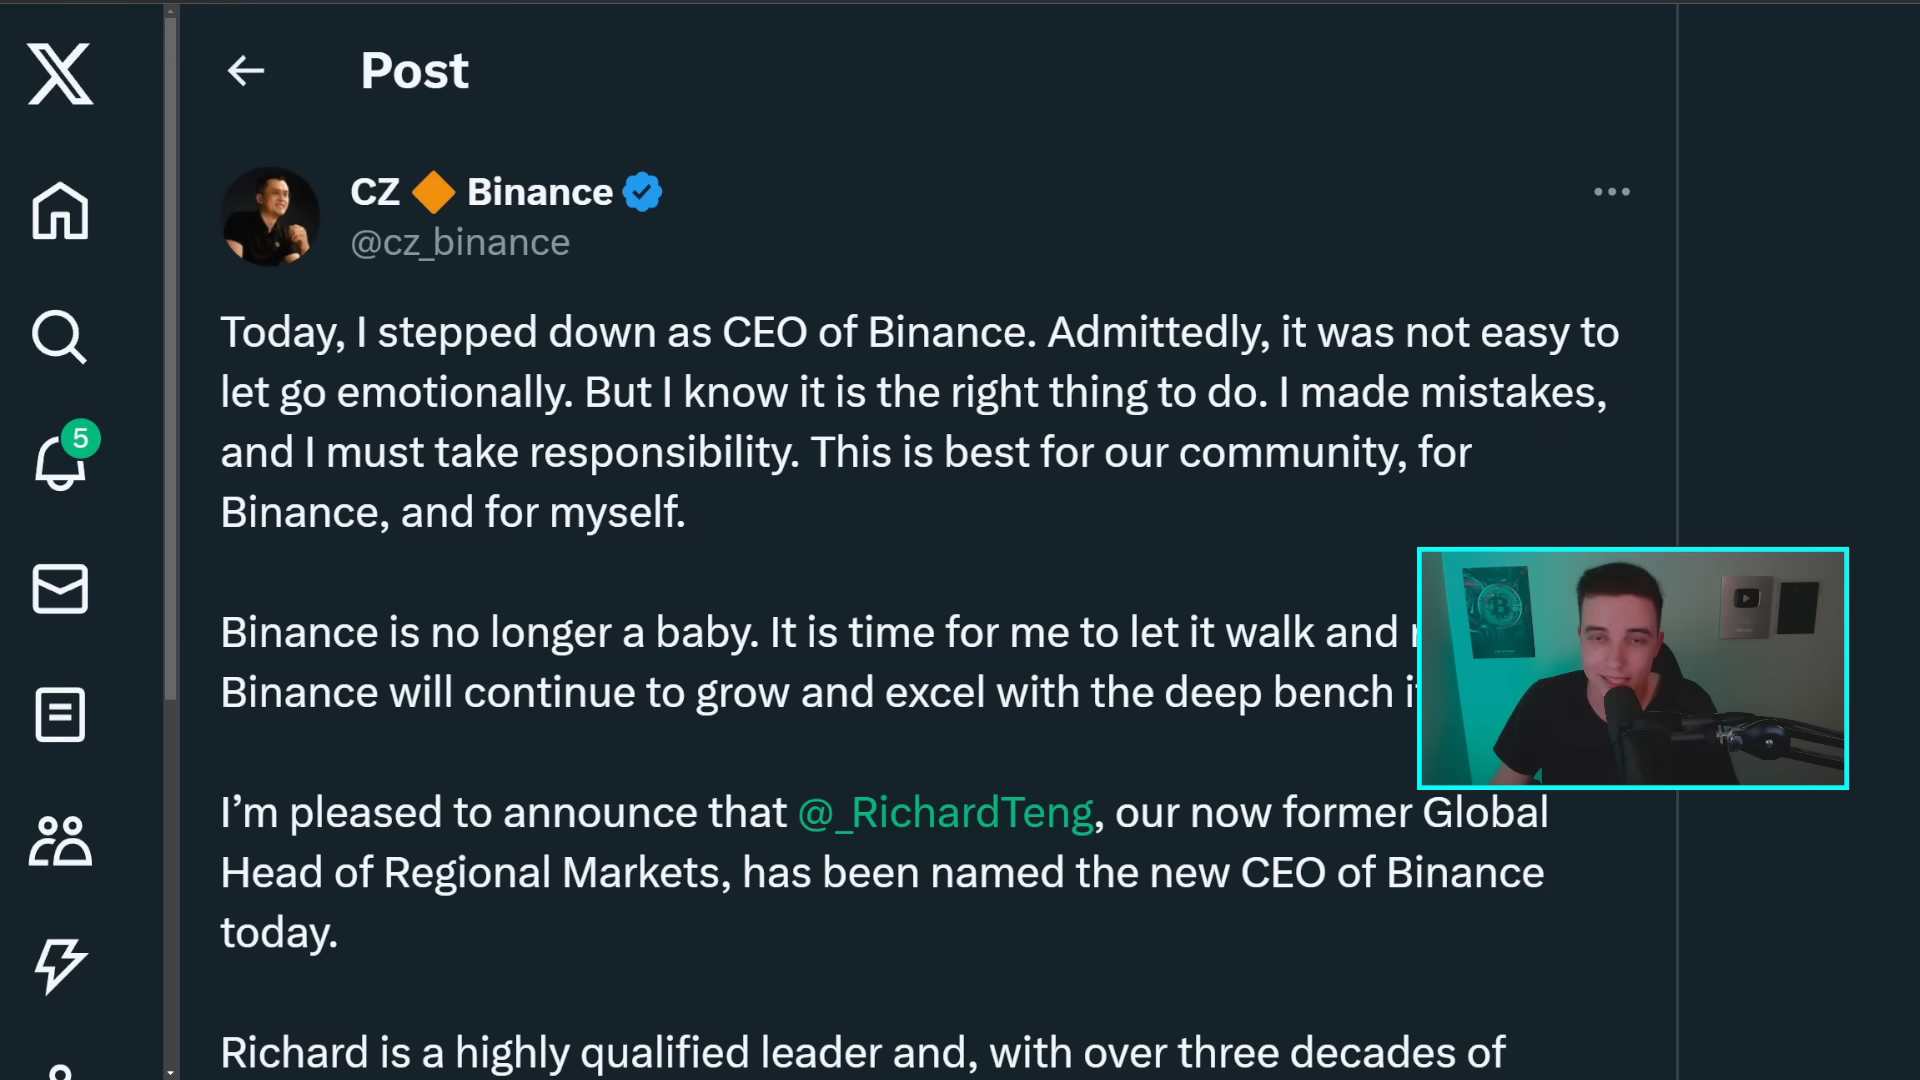 Post
CZ 🔶 Binance
@cz_binance
Today, I stepped down as CEO of Binance. Admittedly, it was not easy to
let go emotionally. But I know it is the right thing to do. I made mistakes,
and I must take responsibility. This is best for our community, for
Binance, and for myself.
5
Binance is no longer a baby. It is time for me to let it walk and
Binance will continue to grow and excel with the deep bench
I’m pleased to announce that @_RichardTeng, our now former Global
Head of Regional Markets, has been named the new CEO of Binance
today.
Richard is a highly qualified leader and, with over three decades of